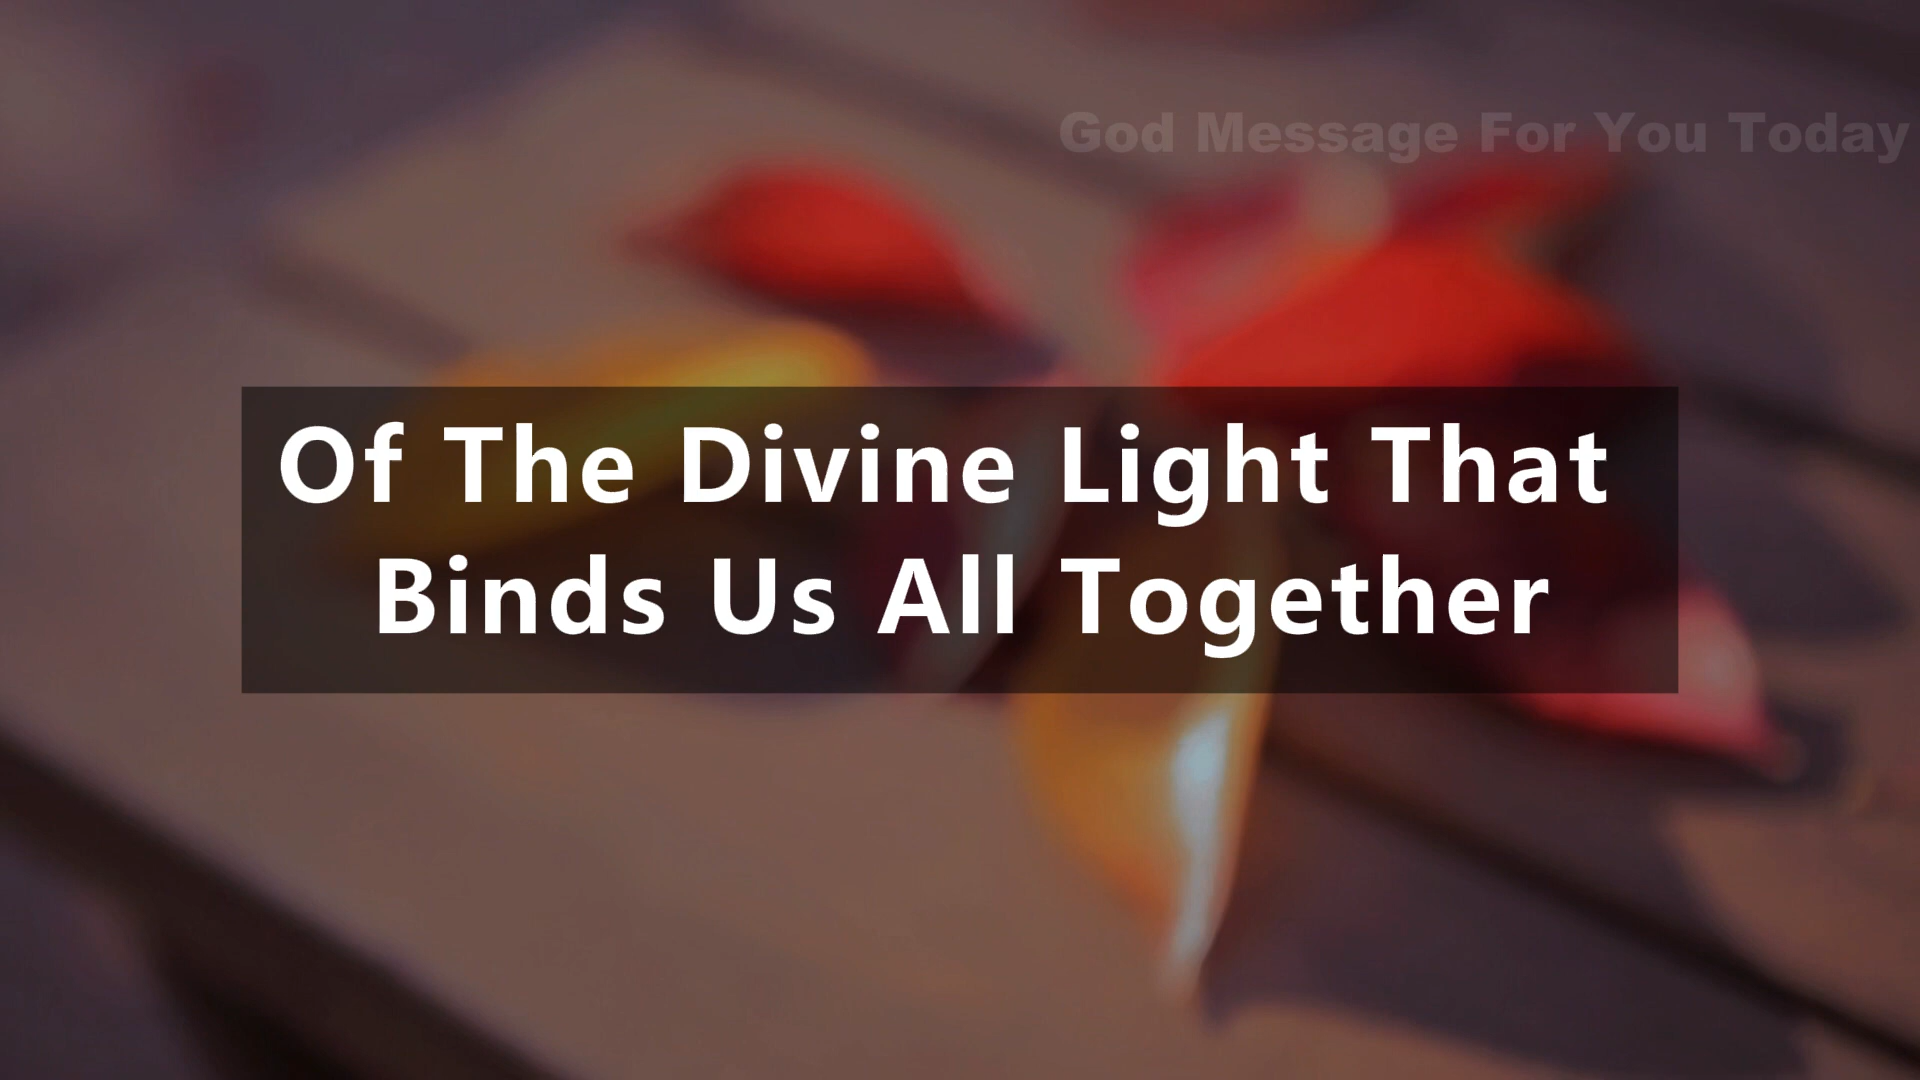 God Message For You Today
Of The Divine Light That
Binds Us All Together